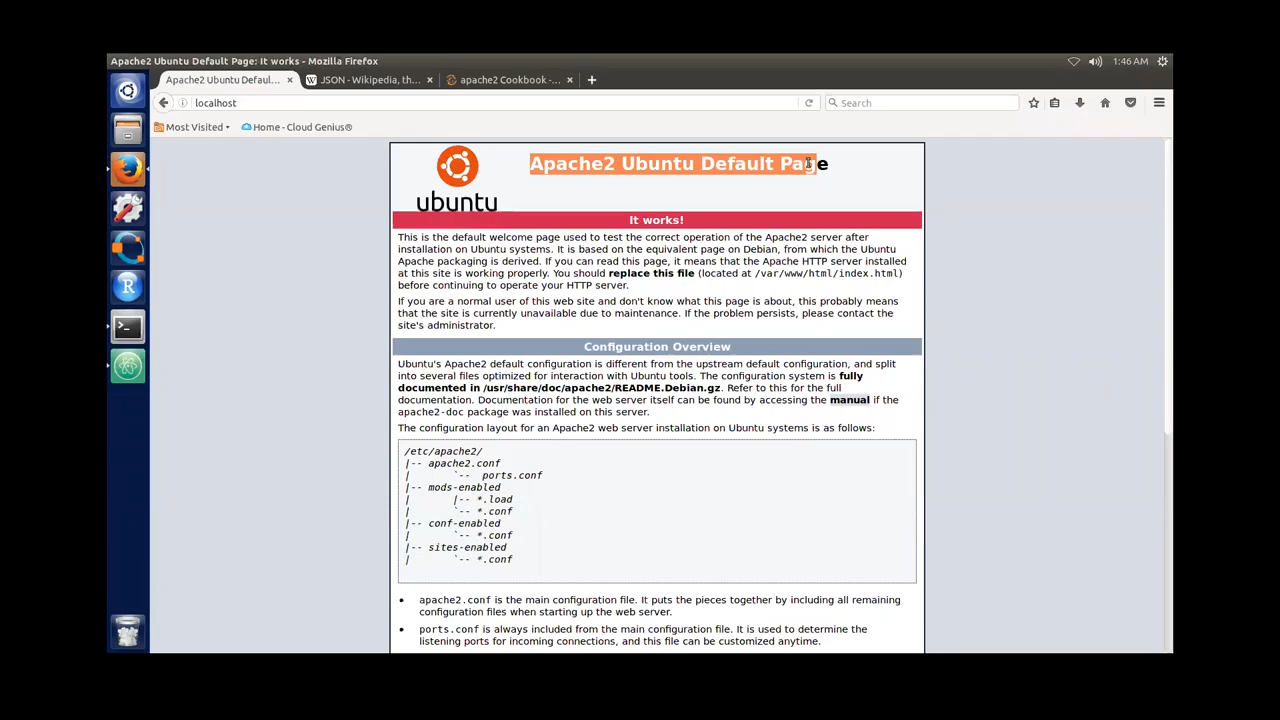 Apache2 Ubuntu Default Page: It works - Mozilla Firefox
1:46 AM
Apache2 Ubuntu Defaul...
JSON - Wikipedia, th...
apache2 Cookbook -...
localhost
Search
Most Visited
Home - Cloud Genius®
Apache2 Ubuntu Default Page
ubuntu
It works!
This is the default welcome page used to test the correct operation of the Apache2 server after
installation on Ubuntu systems. It is based on the equivalent page on Debian, from which the Ubuntu
Apache packaging is derived. If you can read this page, it means that the Apache HTTP server installed
at this site is working properly. You should replace this file (located at /var/www/html/index.html)
before continuing to operate your HTTP server.
If you are a normal user of this web site and don't know what this page is about, this probably means
that the site is currently unavailable due to maintenance. If the problem persists, please contact the
site's administrator.
Configuration Overview
Ubuntu's Apache2 default configuration is different from the upstream default configuration, and split
into several files optimized for interaction with Ubuntu tools. The configuration system is fully
documented in /usr/share/doc/apache2/README.Debian.gz. Refer to this for the full
documentation. Documentation for the web server itself can be found by accessing the manual if the
apache2-doc package was installed on this server.
The configuration layout for an Apache2 web server installation on Ubuntu systems is as follows:
/etc/apache2/
|-- apache2.conf
|       `--  ports.conf
|-- mods-enabled
|       |-- *.load
|       `-- *.conf
|-- conf-enabled
|       `-- *.conf
|-- sites-enabled
|       `-- *.conf
• apache2.conf is the main configuration file. It puts the pieces together by including all remaining
configuration files when starting up the web server.
• ports.conf is always included from the main configuration file. It is used to determine the
listening ports for incoming connections, and this file can be customized anytime.